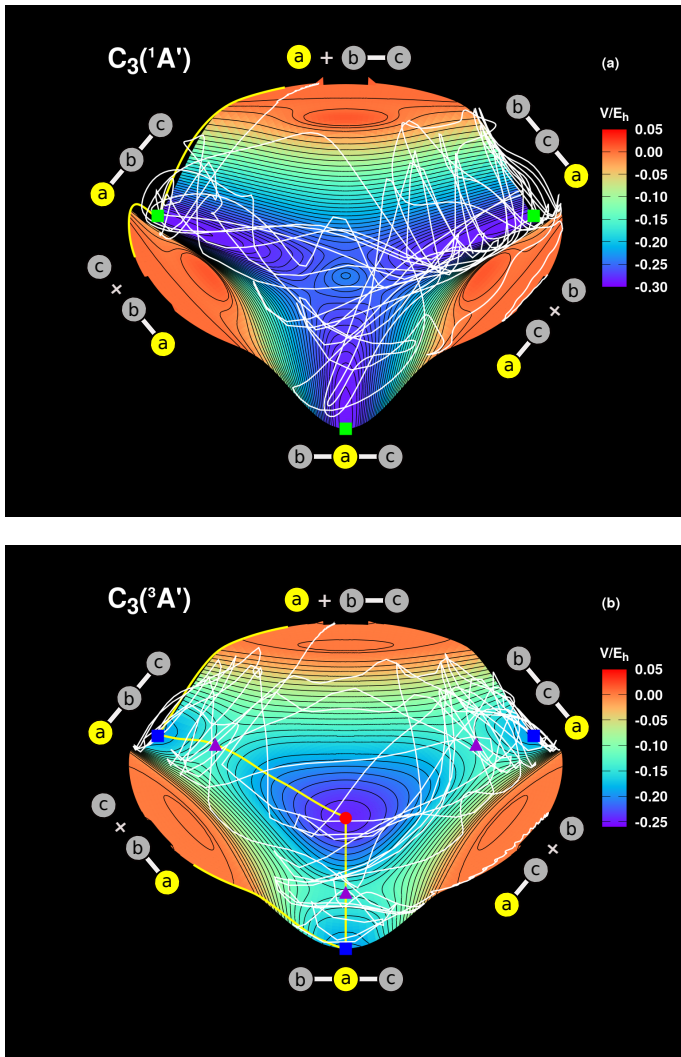 C₃(¹A')
a + b c
(a)
V/Eₕ
0.05
0.00
-0.05
-0.10
-0.15
-0.20
-0.25
-0.30
c
b
a
b
c
a
c
×
b
a
b
×
c
a
b a c
C₃(³A')
a + b c
(b)
V/Eₕ
0.05
0.00
-0.05
-0.10
-0.15
-0.20
-0.25
c
b
a
b
c
a
c
×
b
a
b
×
c
a
b a c